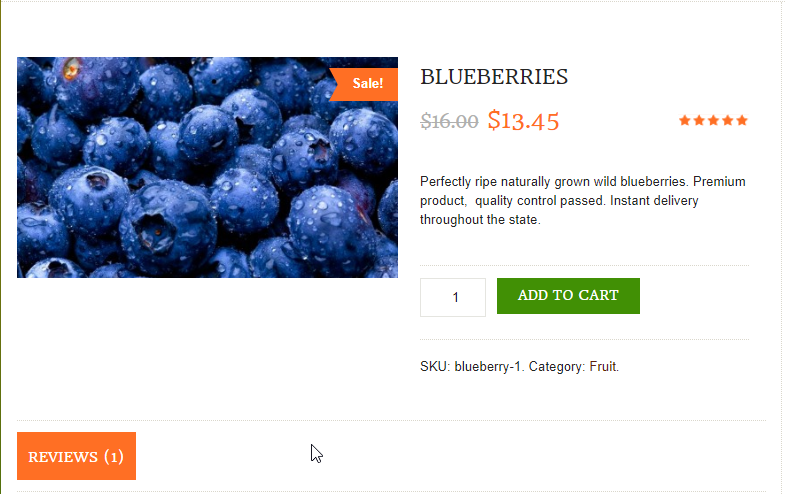 Sale!
BLUEBERRIES
$16.00 $13.45
Perfectly ripe naturally grown wild blueberries. Premium
product,  quality control passed. Instant delivery
throughout the state.
1
ADD TO CART
SKU: blueberry-1. Category: Fruit.
REVIEWS (1)